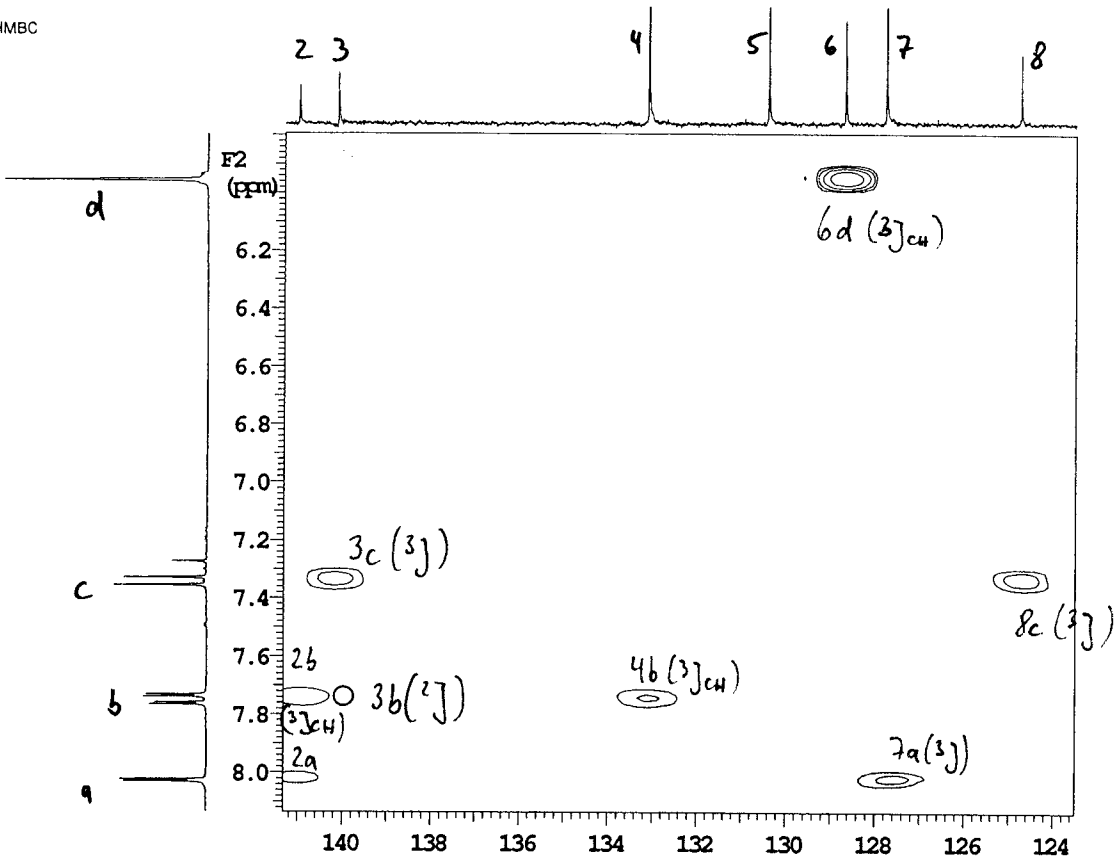 HMBC
2 3 4 5 6 7 8
F2
(ppm)
d
6d (3JCH)
6.2
6.4
6.6
6.8
7.0
7.2
3c (3J)
c
7.4
8c (3J)
7.6
2b
4b (3JCH)
b
3b (2J)
7.8
(3JCH)
2a
7a (3J)
8.0
a
140 138 136 134 132 130 128 126 124